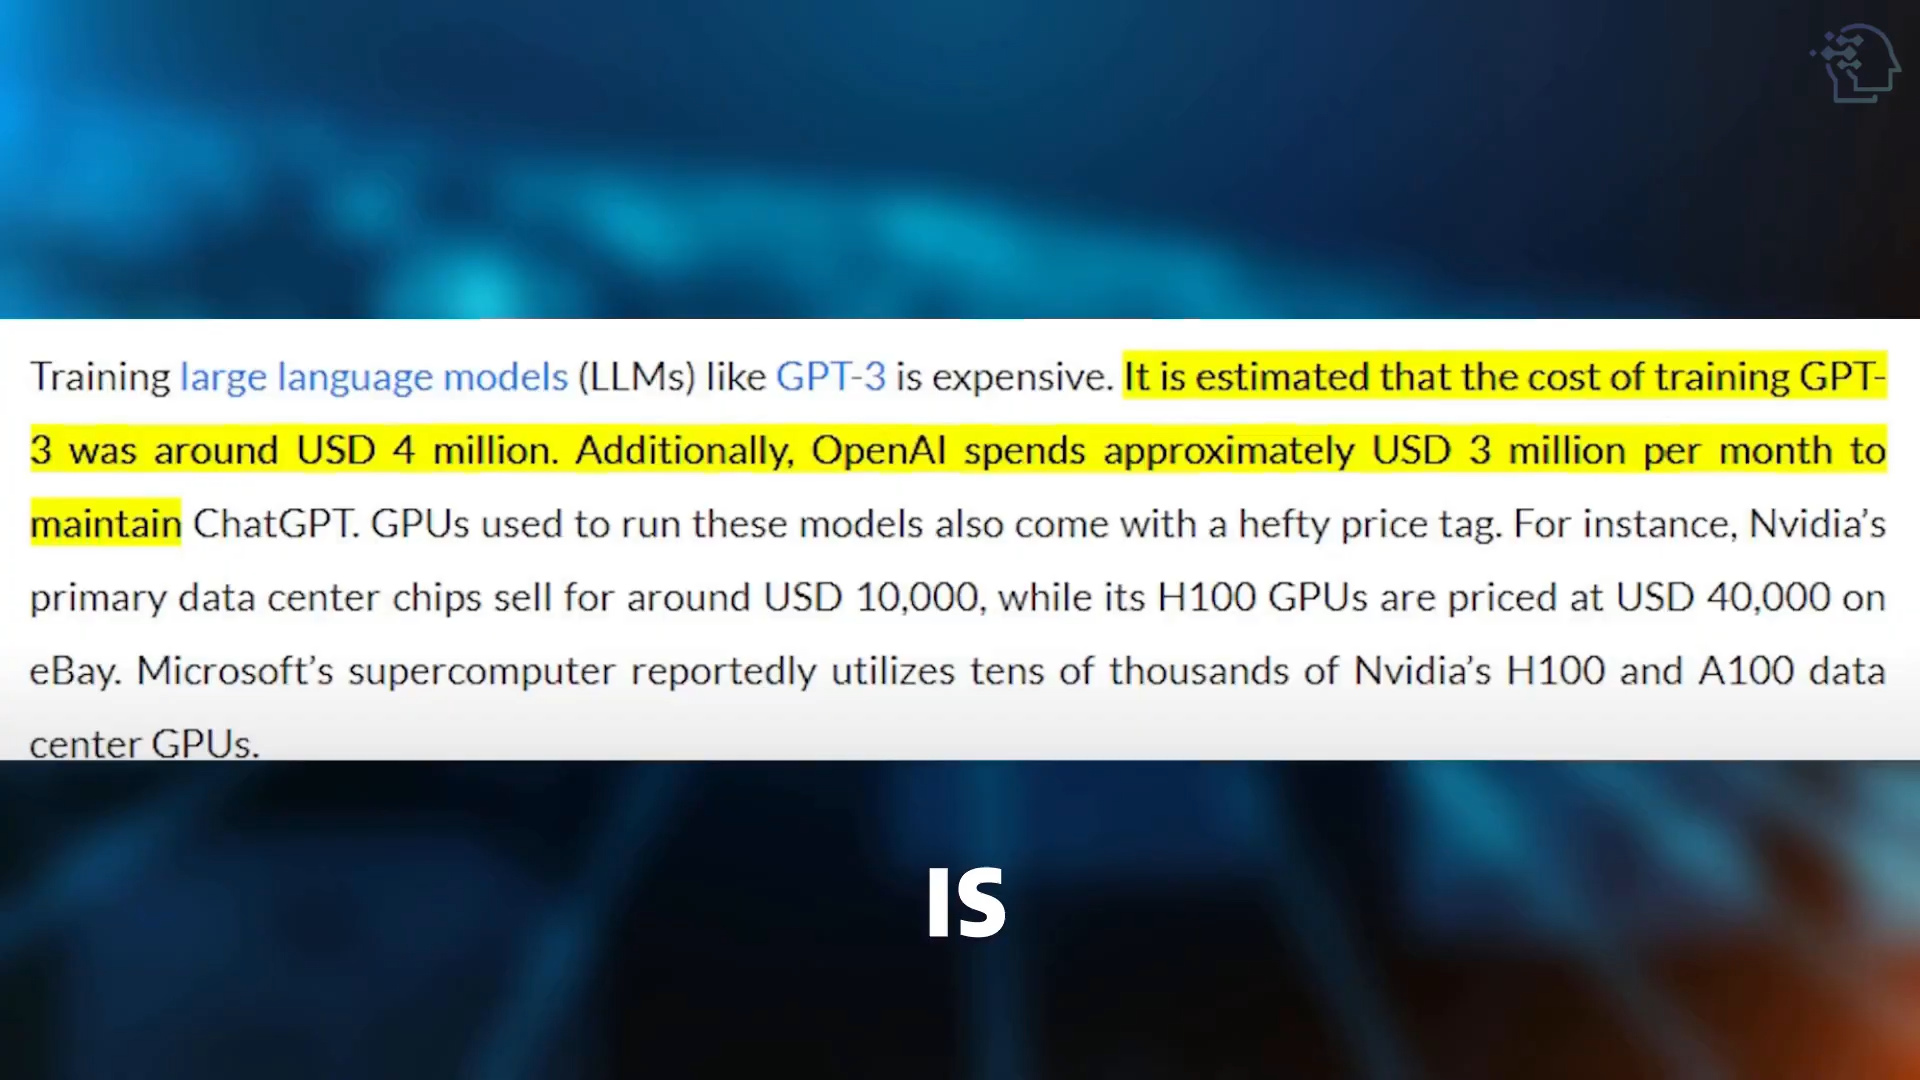 Training large language models (LLMs) like GPT-3 is expensive. It is estimated that the cost of training GPT-
3 was around USD 4 million. Additionally, OpenAI spends approximately USD 3 million per month to
maintain ChatGPT. GPUs used to run these models also come with a hefty price tag. For instance, Nvidia’s
primary data center chips sell for around USD 10,000, while its H100 GPUs are priced at USD 40,000 on
eBay. Microsoft’s supercomputer reportedly utilizes tens of thousands of Nvidia’s H100 and A100 data
center GPUs.
IS